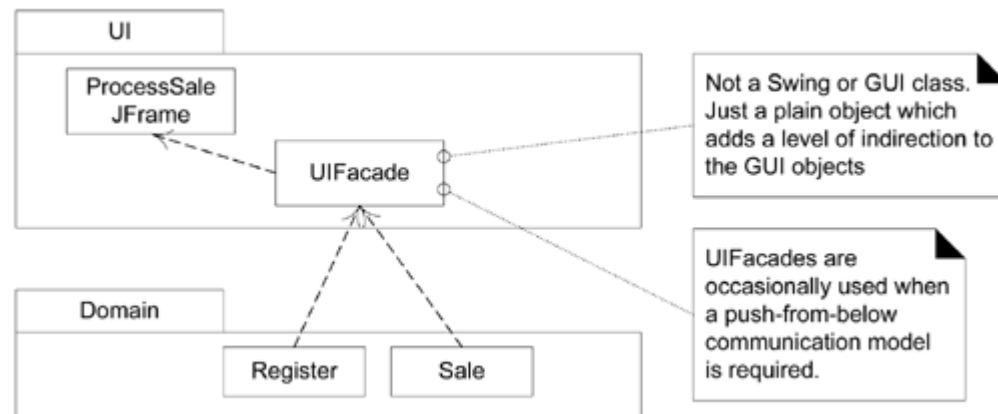 UI
ProcessSale
JFrame
UIFacade
Not a Swing or GUI class.
Just a plain object which
adds a level of indirection to
the GUI objects
UIFacades are
occasionally used when
a push-from-below
communication model
is required.
Domain
Register
Sale